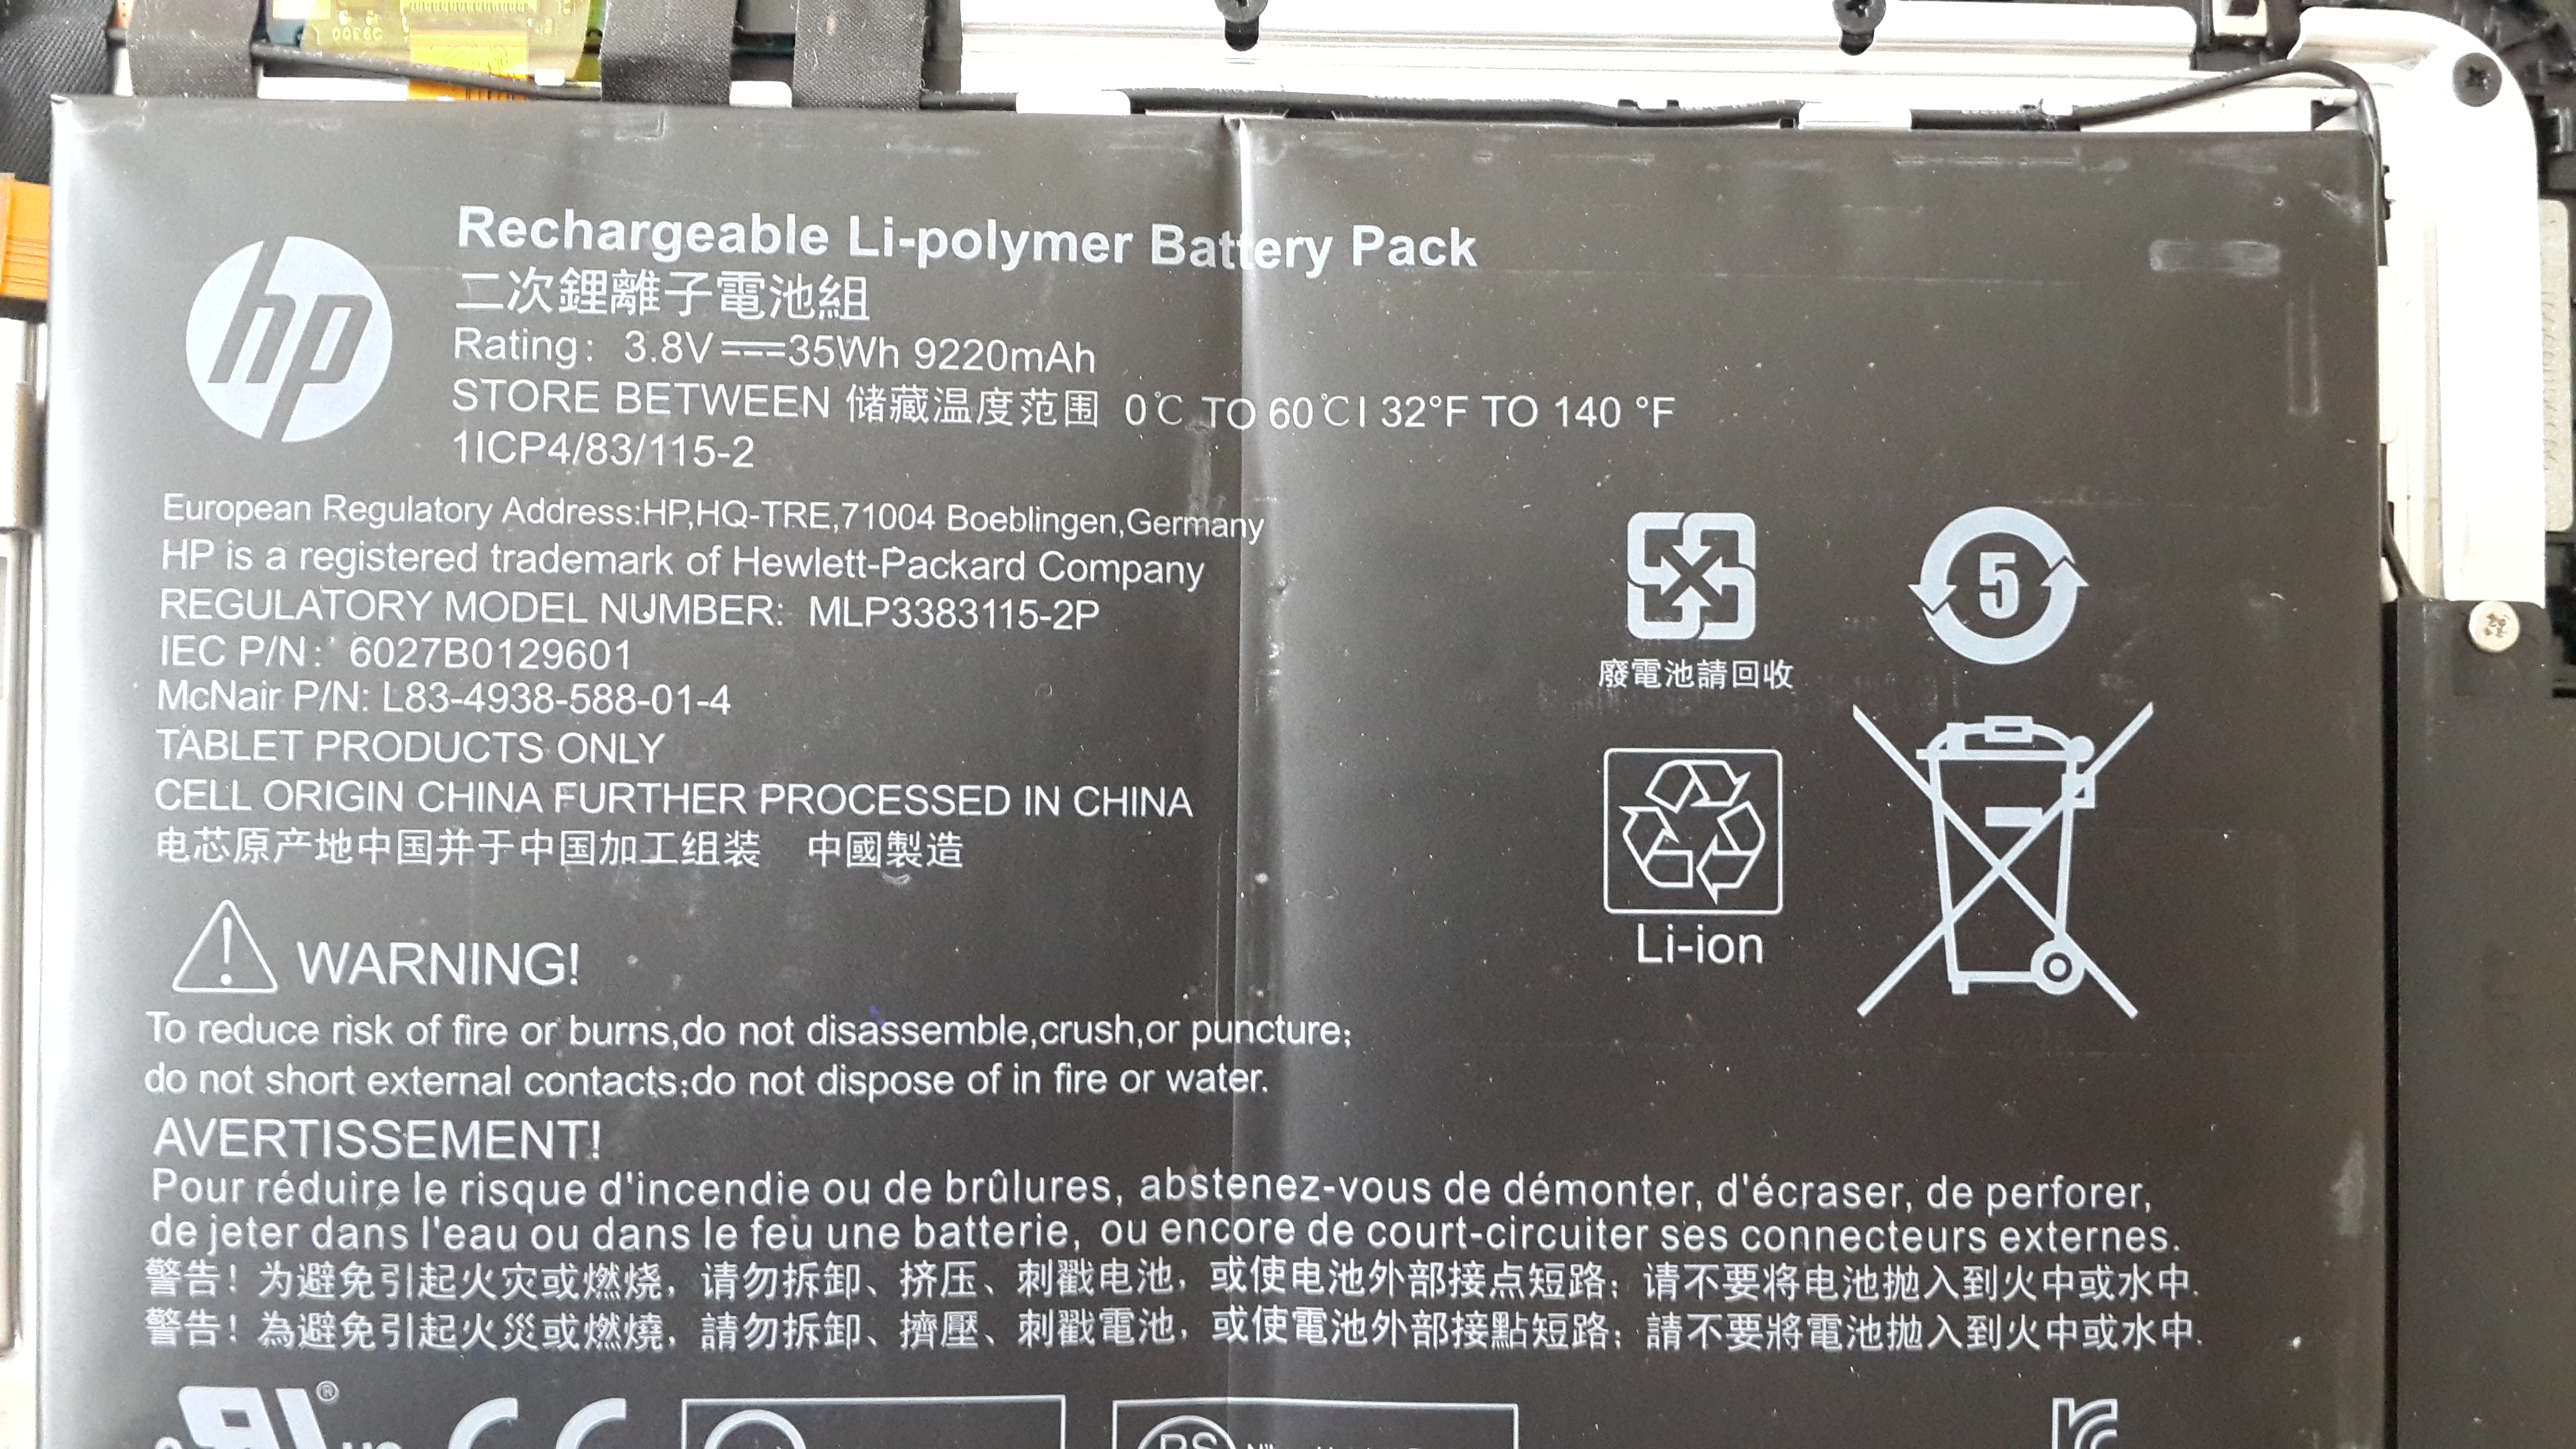 hp
Rechargeable Li-polymer Battery Pack
二次鋰離子電池組
Rating: 3.8V⎓35Wh 9220mAh
STORE BETWEEN 储藏温度范围 0℃ TO 60℃I 32°F TO 140 °F
1ICP4/83/115-2
European Regulatory Address:HP,HQ-TRE,71004 Boeblingen,Germany
HP is a registered trademark of Hewlett-Packard Company
REGULATORY MODEL NUMBER: MLP3383115-2P
IEC P/N: 6027B0129601
McNair P/N: L83-4938-588-01-4
TABLET PRODUCTS ONLY
CELL ORIGIN CHINA FURTHER PROCESSED IN CHINA
电芯原产地中国并于中国加工组装 中國製造
5
廢電池請回收
Li-ion
WARNING!
To reduce risk of fire or burns,do not disassemble,crush,or puncture;
do not short external contacts;do not dispose of in fire or water.
AVERTISSEMENT!
Pour réduire le risque d'incendie ou de brûlures, abstenez-vous de démonter, d'écraser, de perforer,
de jeter dans l'eau ou dans le feu une batterie, ou encore de court-circuiter ses connecteurs externes.
警告! 为避免引起火灾或燃烧, 请勿拆卸、挤压、刺戳电池, 或使电池外部接点短路; 请不要将电池抛入到火中或水中.
警告! 為避免引起火災或燃燒, 請勿拆卸、擠壓、刺戳電池, 或使電池外部接點短路; 請不要將電池抛入到火中或水中.